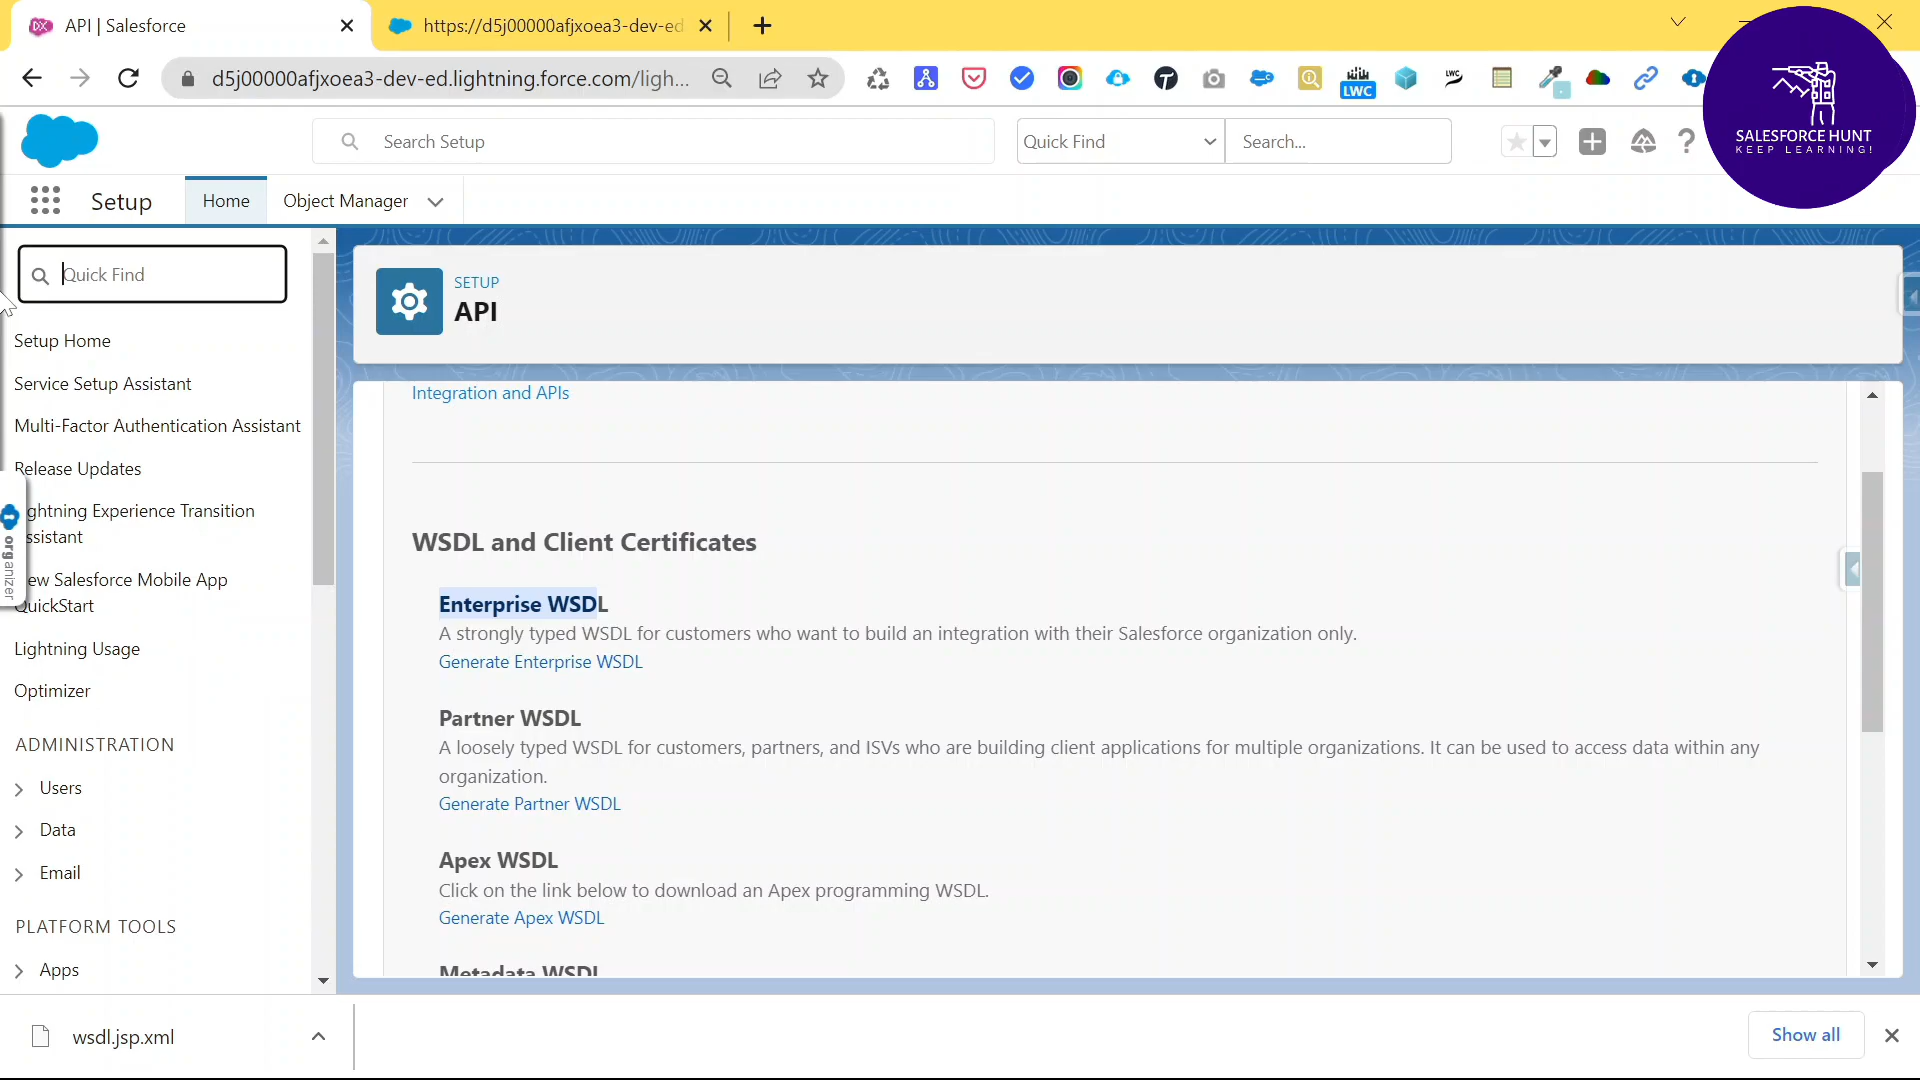 API | Salesforce
https://d5j00000afjxoea3-dev-ed
d5j00000afjxoea3-dev-ed.lightning.force.com/ligh...
LWC
LWC
SALESFORCE HUNT
KEEP LEARNING!
Search Setup
Quick Find
Search...
Setup
Home
Object Manager
Quick Find
SETUP
API
Setup Home
Service Setup Assistant
Multi-Factor Authentication Assistant
Release Updates
ightning Experience Transition
ssistant
ew Salesforce Mobile App
QuickStart
Lightning Usage
Optimizer
organizer
ADMINISTRATION
Users
Data
Email
PLATFORM TOOLS
Apps
Integration and APIs
WSDL and Client Certificates
Enterprise WSDL
A strongly typed WSDL for customers who want to build an integration with their Salesforce organization only.
Generate Enterprise WSDL
Partner WSDL
A loosely typed WSDL for customers, partners, and ISVs who are building client applications for multiple organizations. It can be used to access data within any
organization.
Generate Partner WSDL
Apex WSDL
Click on the link below to download an Apex programming WSDL.
Generate Apex WSDL
Metadata WSDL
wsdl.jsp.xml
Show all